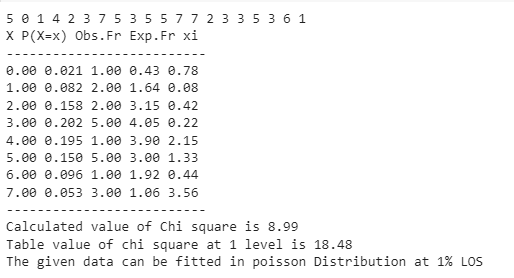 5 0 1 4 2 3 7 5 3 5 5 7 7 2 3 3 5 3 6 1
X P(X=x) Obs.Fr Exp.Fr xi
--------------------------
0.00 0.021 1.00 0.43 0.78
1.00 0.082 2.00 1.64 0.08
2.00 0.158 2.00 3.15 0.42
3.00 0.202 5.00 4.05 0.22
4.00 0.195 1.00 3.90 2.15
5.00 0.150 5.00 3.00 1.33
6.00 0.096 1.00 1.92 0.44
7.00 0.053 3.00 1.06 3.56
--------------------------
Calculated value of Chi square is 8.99
Table value of chi square at 1 level is 18.48
The given data can be fitted in poisson Distribution at 1% LOS